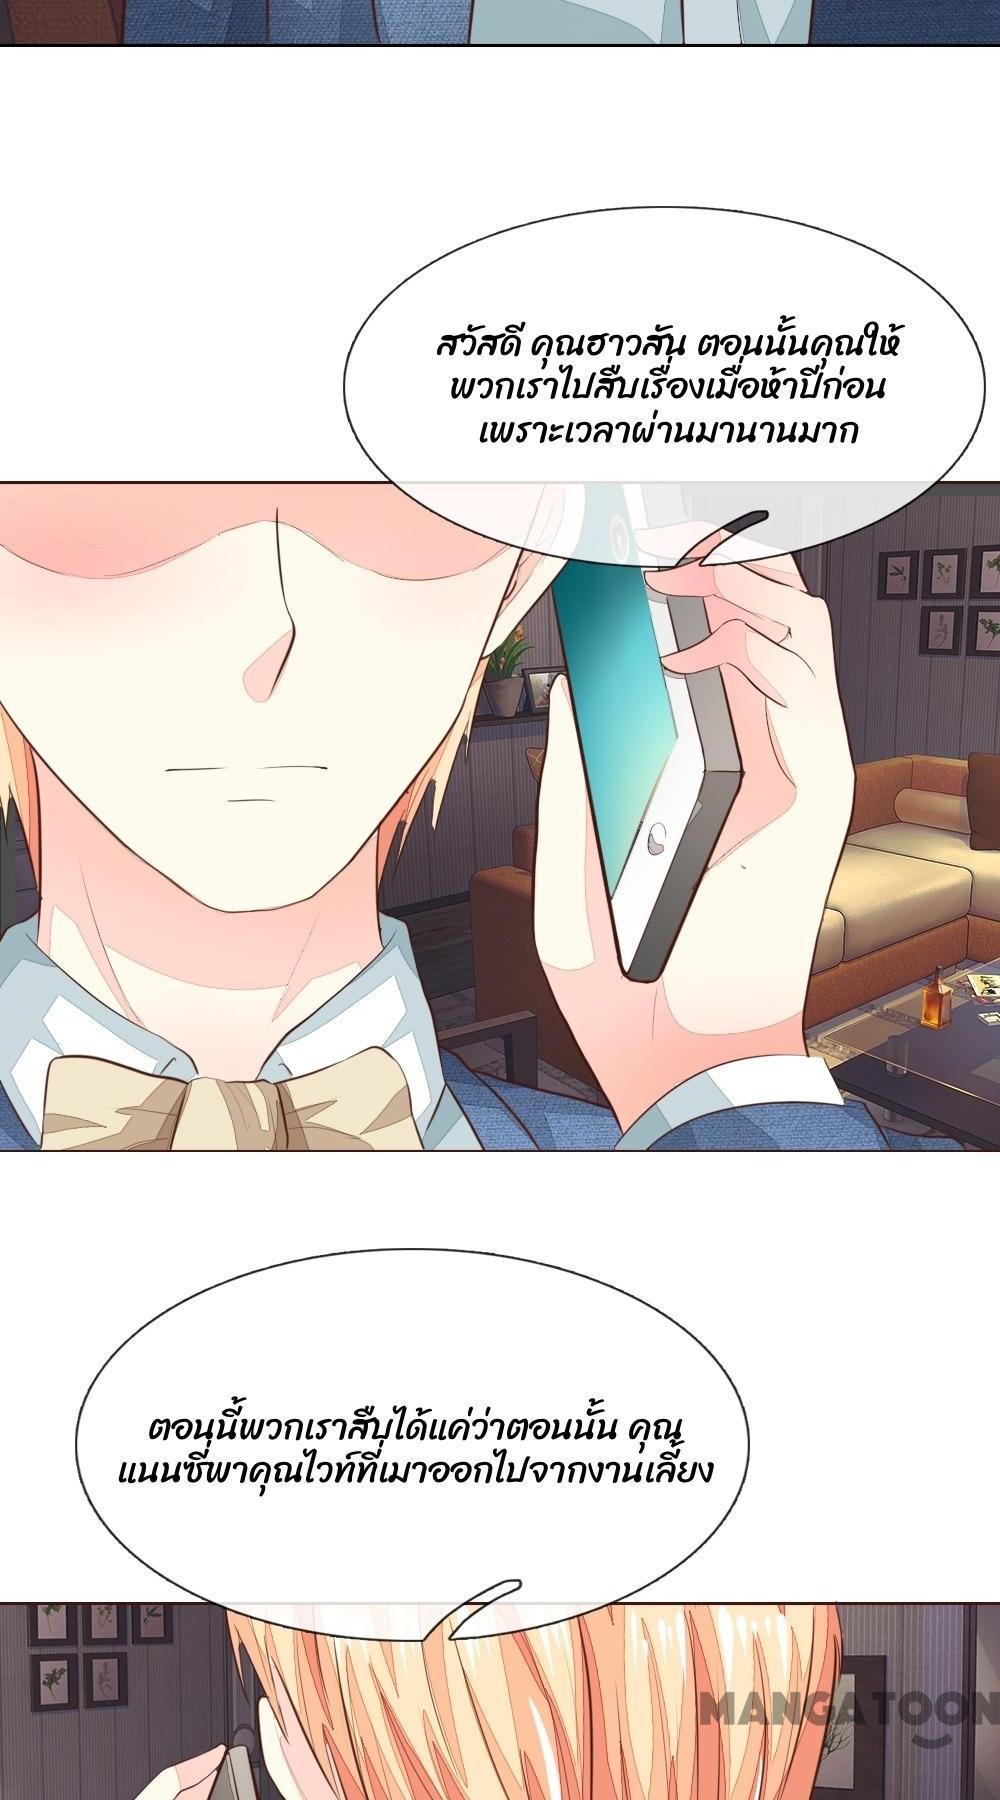 สวัสดี คุณฮาวสัน ตอนนั้นคุณให้
พวกเราไปสืบเรื่องเมื่อห้าปีก่อน
เพราะเวลาผ่านมานานมาก
ตอนนี้พวกเราสืบได้แค่ว่าตอนนั้น คุณ
แนนซี่พาคุณไวท์ที่เมาออกไปจากงานเลี้ยง
MANGATOON